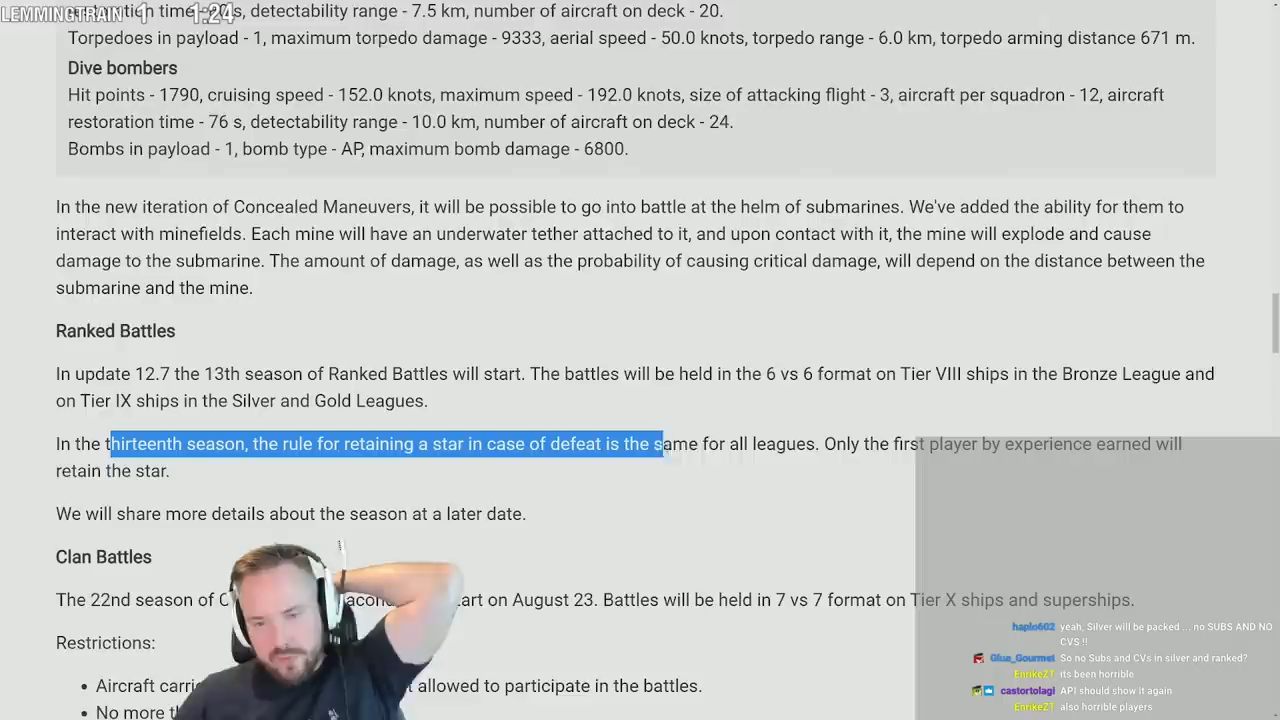 LEMMINGTRAIN 1 1:24
time - s, detectability range - 7.5 km, number of aircraft on deck - 20.
Torpedoes in payload - 1, maximum torpedo damage - 9333, aerial speed - 50.0 knots, torpedo range - 6.0 km, torpedo arming distance 671 m.
Dive bombers
Hit points - 1790, cruising speed - 152.0 knots, maximum speed - 192.0 knots, size of attacking flight - 3, aircraft per squadron - 12, aircraft
restoration time - 76 s, detectability range - 10.0 km, number of aircraft on deck - 24.
Bombs in payload - 1, bomb type - AP, maximum bomb damage - 6800.
In the new iteration of Concealed Maneuvers, it will be possible to go into battle at the helm of submarines. We've added the ability for them to
interact with minefields. Each mine will have an underwater tether attached to it, and upon contact with it, the mine will explode and cause
damage to the submarine. The amount of damage, as well as the probability of causing critical damage, will depend on the distance between the
submarine and the mine.
Ranked Battles
In update 12.7 the 13th season of Ranked Battles will start. The battles will be held in the 6 vs 6 format on Tier VIII ships in the Bronze League and
on Tier IX ships in the Silver and Gold Leagues.
In the thirteenth season, the rule for retaining a star in case of defeat is the same for all leagues. Only the first player by experience earned will
retain the star.
We will share more details about the season at a later date.
Clan Battles
The 22nd season of on August 23. Battles will be held in 7 vs 7 format on Tier X ships and superships.
Restrictions:
• Aircraft allowed to participate in the battles.
• No more
haplo602 yeah, Silver will be packed ... no SUBS AND NO
CVS !!
Glue_Gourmet So no Subs and CVs in silver and ranked?
EnrikeZT its been horrible
castortolagi API should show it again
EnrikeZT also horrible players